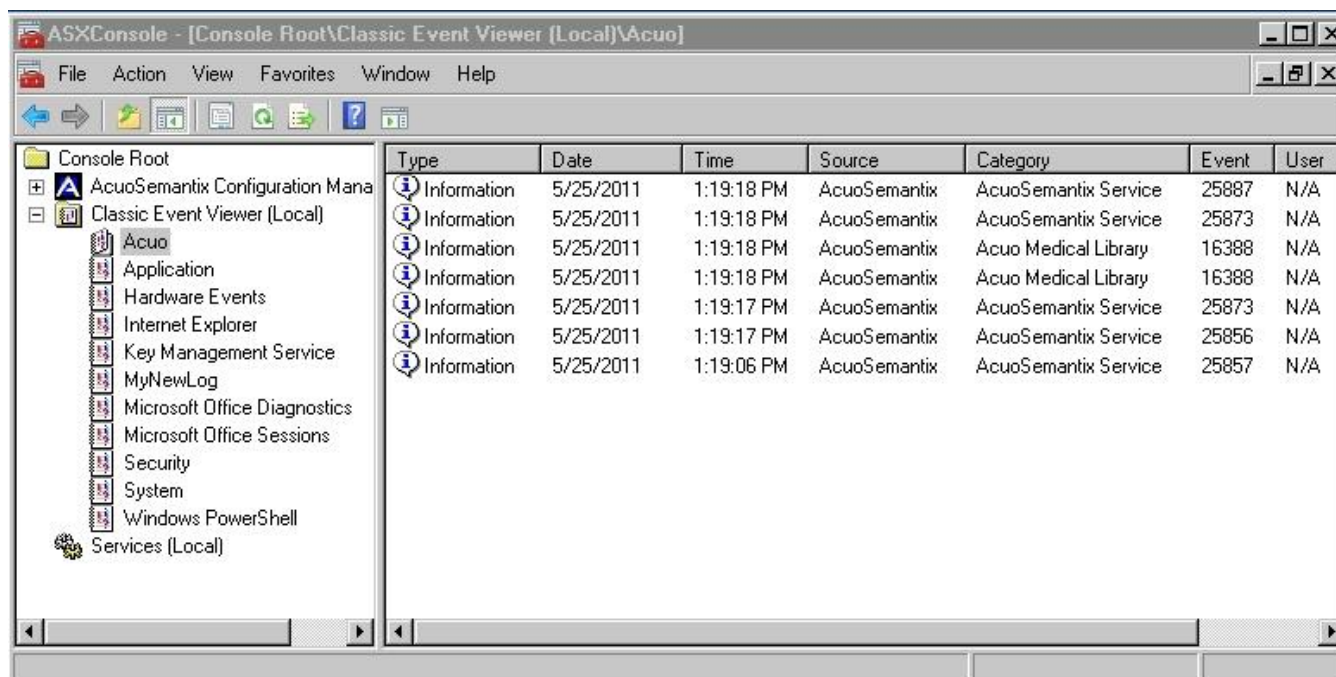 ASXConsole - [Console Root\Classic Event Viewer (Local)\Acuo]
File Action View Favorites Window Help
Console Root
AcuoSemantix Configuration Mana
Classic Event Viewer (Local)
Acuo
Application
Hardware Events
Internet Explorer
Key Management Service
MyNewLog
Microsoft Office Diagnostics
Microsoft Office Sessions
Security
System
Windows PowerShell
Services (Local)
Type Date Time Source Category Event User
Information 5/25/2011 1:19:18 PM AcuoSemantix AcuoSemantix Service 25887 N/A
Information 5/25/2011 1:19:18 PM AcuoSemantix AcuoSemantix Service 25873 N/A
Information 5/25/2011 1:19:18 PM AcuoSemantix Acuo Medical Library 16388 N/A
Information 5/25/2011 1:19:18 PM AcuoSemantix Acuo Medical Library 16388 N/A
Information 5/25/2011 1:19:17 PM AcuoSemantix AcuoSemantix Service 25873 N/A
Information 5/25/2011 1:19:17 PM AcuoSemantix AcuoSemantix Service 25856 N/A
Information 5/25/2011 1:19:06 PM AcuoSemantix AcuoSemantix Service 25857 N/A